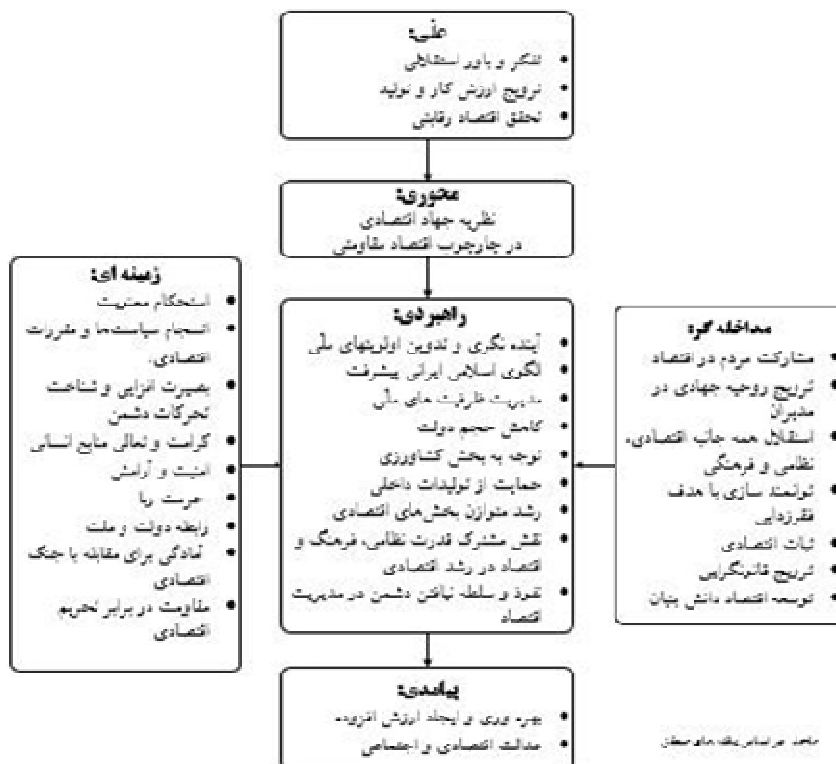 علّی:
تفکر و باور استقلالی
ترویج ارزش کار و تولید
تحقق اقتصاد رقابتی
محوری:
نظریه جهاد اقتصادی
در چارچوب اقتصاد مقاومتی
زمینه ای:
استحکام معنویت
انسجام سیاست‌ها و مقررات
اقتصادی.
بصیرت افزایی و شناخت
تحرکات دشمن
کرامت و تعالی منابع انسانی
امنیت و آرامش
حرمت ربا
رابطه دولت و ملت
آمادگی برای مقابله با جنگ
اقتصادی
مقاومت در برابر تحریم
اقتصادی
راهبردی:
آینده نگری و تدوین اولویتهای ملّی
الگوی اسلامی ایرانی پیشرفت
مدیریت ظرفیت های ملّی
کاهش حجم دولت
توجه به بخش کشاورزی
حمایت از تولیدات داخلی
رشد متوازن بخش‌های اقتصادی
نقش مشترک قدرت نظامی، فرهنگ و
اقتصاد در رشد اقتصادی
نفوذ و سلطه نیافتن دشمن در مدیریت
اقتصاد
مداخله گر:
مشارکت مردم در اقتصاد
ترویج روحیه جهادی در
مدیران
استقلال همه جانبه اقتصادی،
نظامی و فرهنگی
توانمند سازی با هدف
فقرزدایی
ثبات اقتصادی
ترویج قانونگرایی
توسعه اقتصاد دانش بنیان
پیامدی:
بهره وری و ایجاد ارزش افزوده
عدالت اقتصادی و اجتماعی